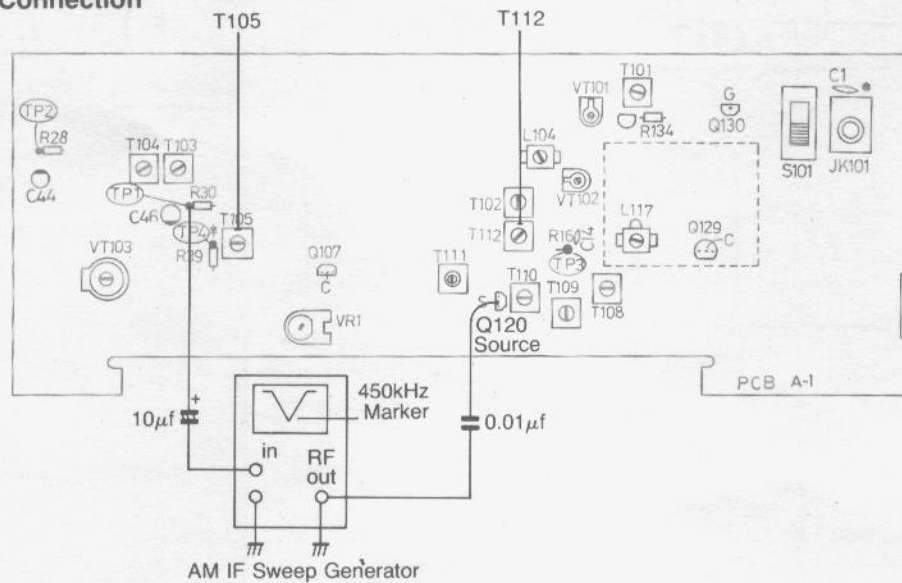 Connection
T105
T112
TP2
R28
C44
T104
T103
TP1
R30
C46
TP4
*
R29
T105
VT103
Q107
C
VR1
VT101
T101
R134
G
Q130
C1
S101
JK101
L104
T102
VT102
T112
R160
C14
TP3
L117
Q129
C
T111
S
T110
T109
T108
Q120
Source
PCB A-1
10μf
+
450kHz
Marker
in
RF
out
0.01μf
AM IF Sweep Generator